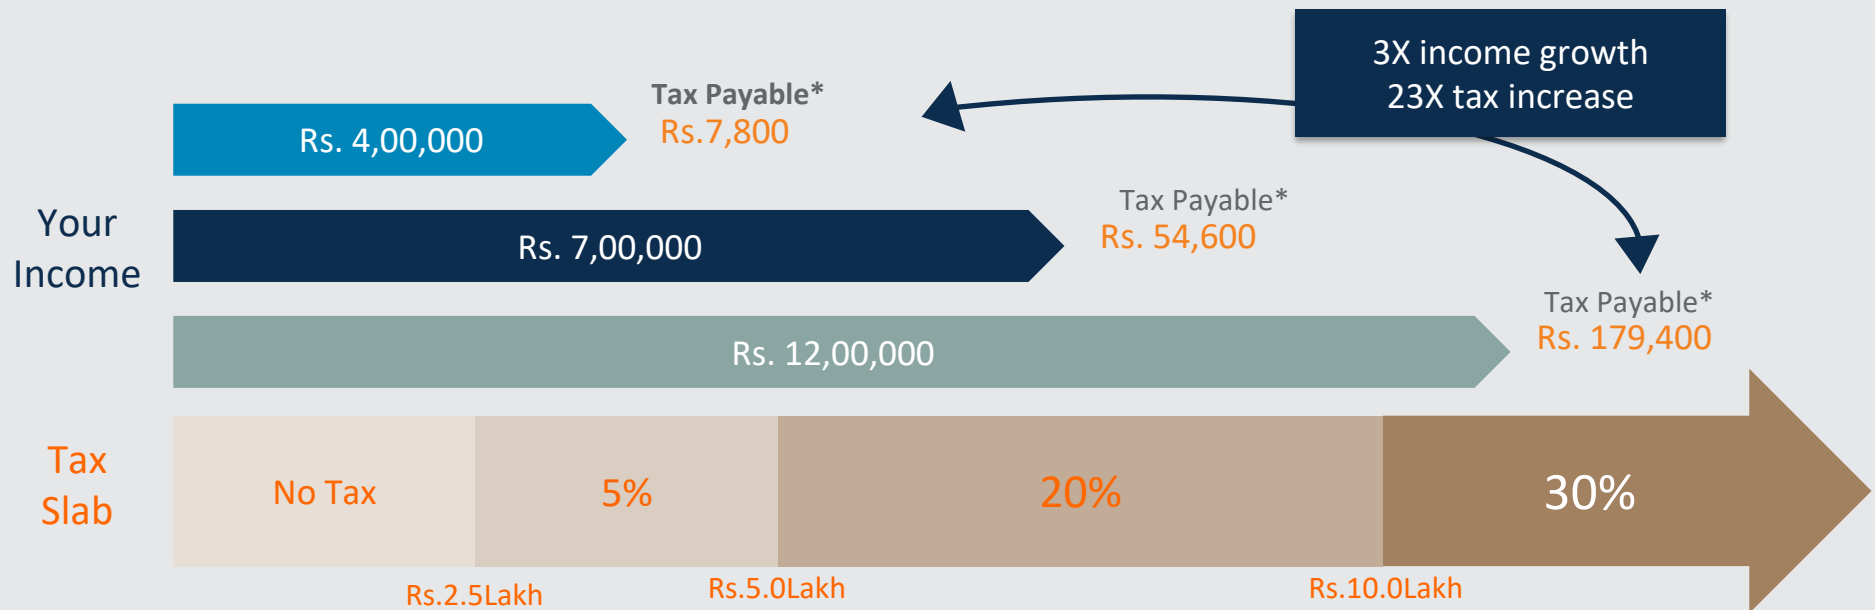 3X income growth
23X tax increase
Tax Payable*
Rs.7,800
Rs. 4,00,000
Your
Income
Tax Payable*
Rs. 54,600
Rs. 7,00,000
Tax Payable*
Rs. 179,400
Rs. 12,00,000
Tax
Slab
No Tax
5%
20%
30%
Rs.2.5Lakh
Rs.5.0Lakh
Rs.10.0Lakh